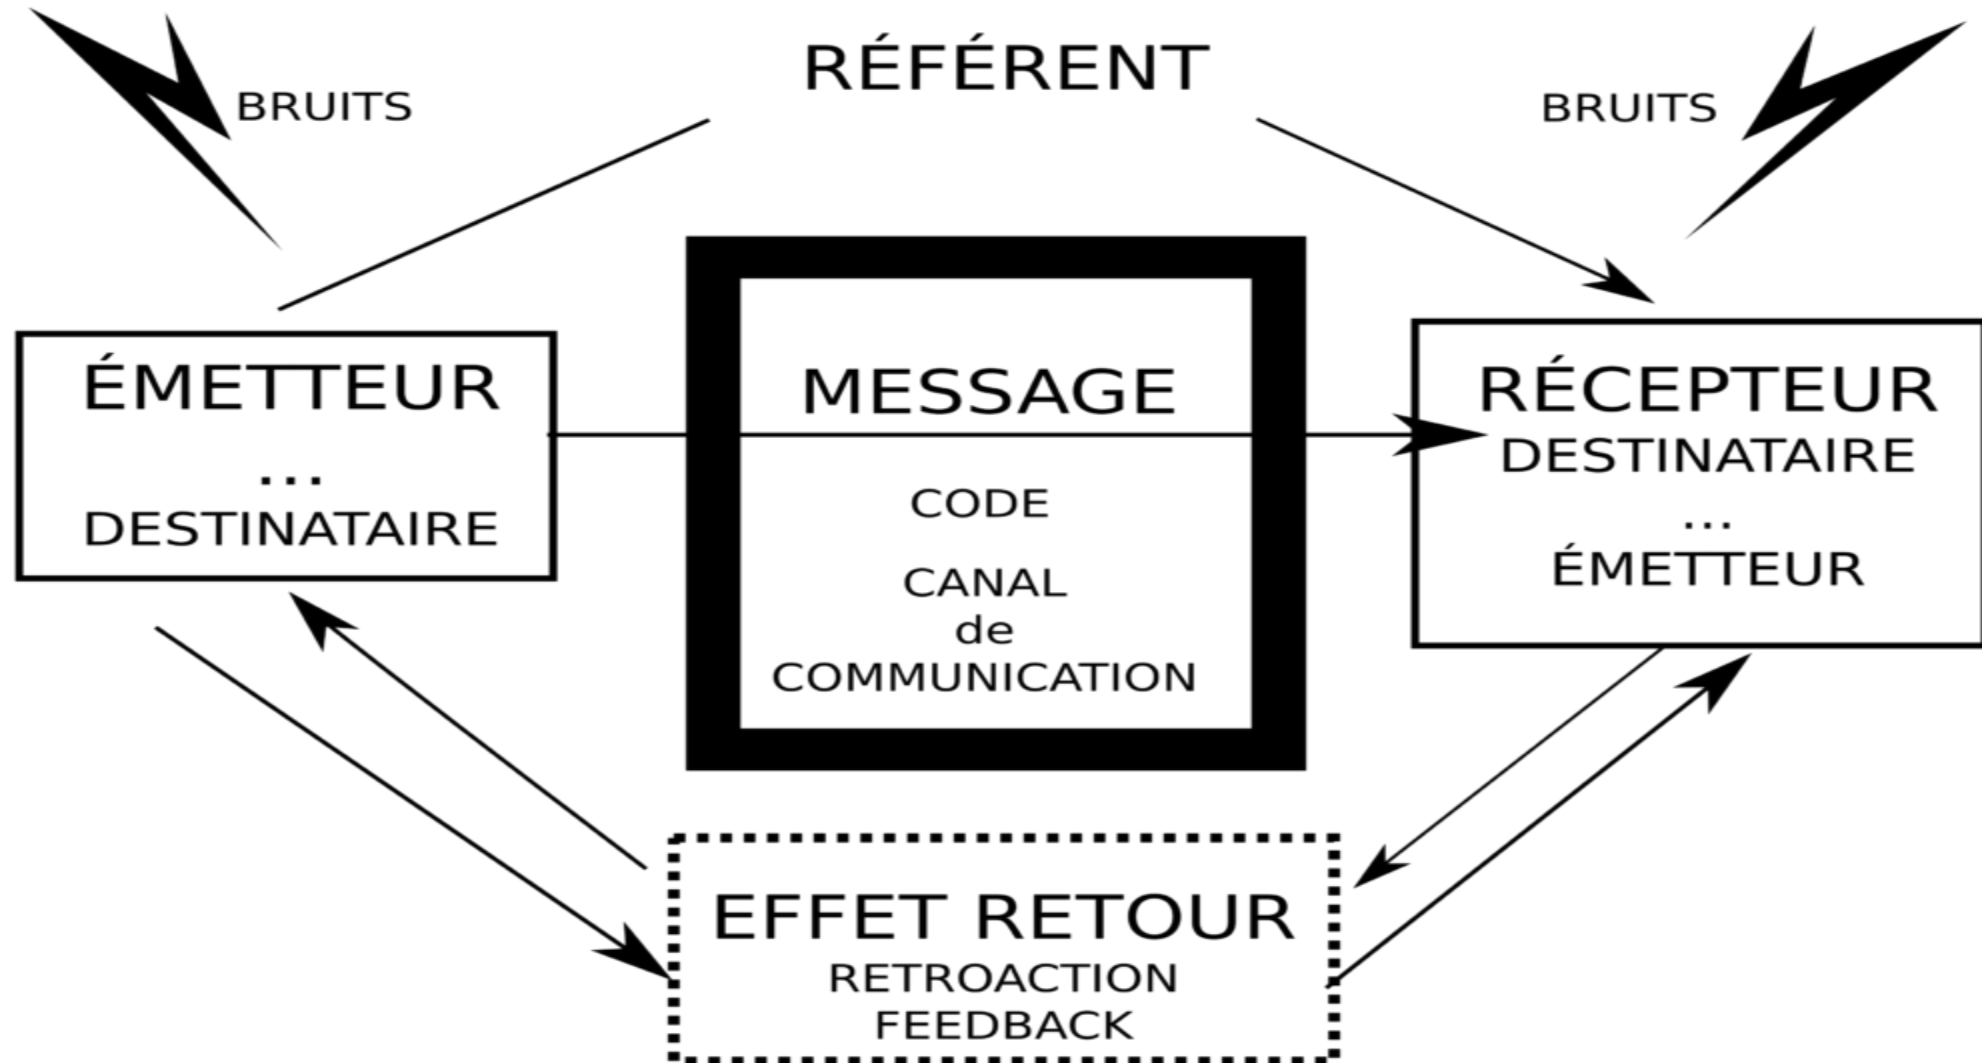 RÉFÉRENT
BRUITS
BRUITS
ÉMETTEUR
...
DESTINATAIRE
MESSAGE
CODE
CANAL
de
COMMUNICATION
RÉCEPTEUR
DESTINATAIRE
...
ÉMETTEUR
EFFET RETOUR
RETROACTION
FEEDBACK